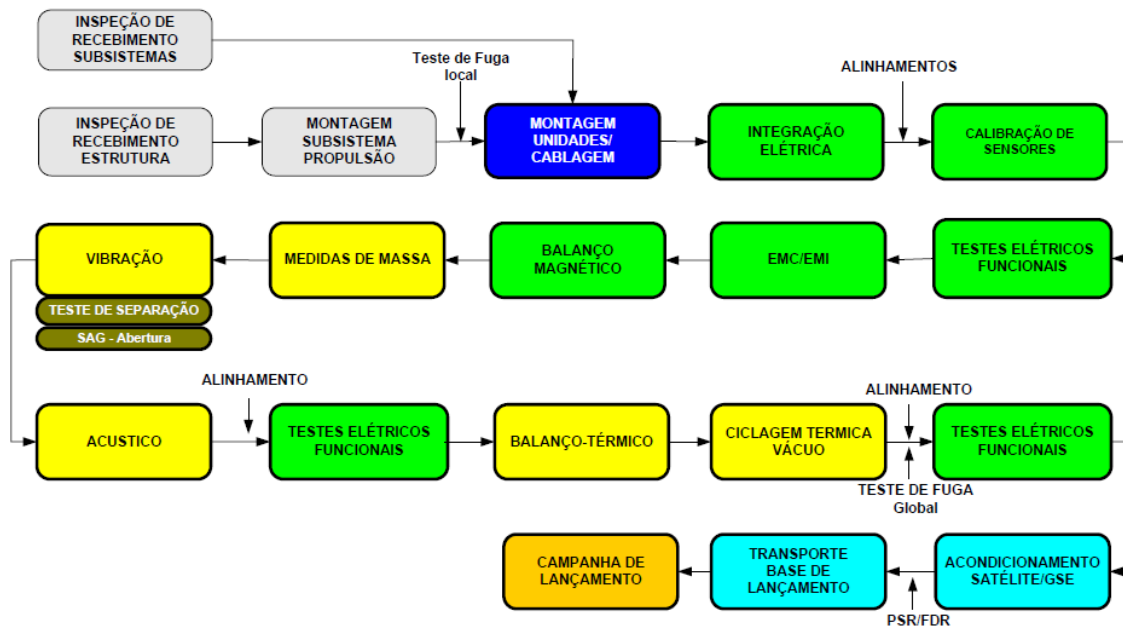 INSPEÇÃO DE
RECEBIMENTO
SUBSISTEMAS
Teste de Fuga
local
ALINHAMENTOS
INSPEÇÃO DE
RECEBIMENTO
ESTRUTURA
MONTAGEM
SUBSISTEMA
PROPULSÃO
MONTAGEM
UNIDADES/
CABLAGEM
INTEGRAÇÃO
ELÉTRICA
CALIBRAÇÃO DE
SENSORES
VIBRAÇÃO
TESTE DE SEPARAÇÃO
SAG - Abertura
MEDIDAS DE MASSA
BALANÇO
MAGNÉTICO
EMC/EMI
TESTES ELÉTRICOS
FUNCIONAIS
ALINHAMENTO
ALINHAMENTO
ACUSTICO
TESTES ELÉTRICOS
FUNCIONAIS
BALANÇO-TÉRMICO
CICLAGEM TERMICA
VÁCUO
TESTES ELÉTRICOS
FUNCIONAIS
TESTE DE FUGA
Global
CAMPANHA DE
LANÇAMENTO
TRANSPORTE
BASE DE
LANÇAMENTO
ACONDICIONAMENTO
SATÉLITE/GSE
PSR/FDR